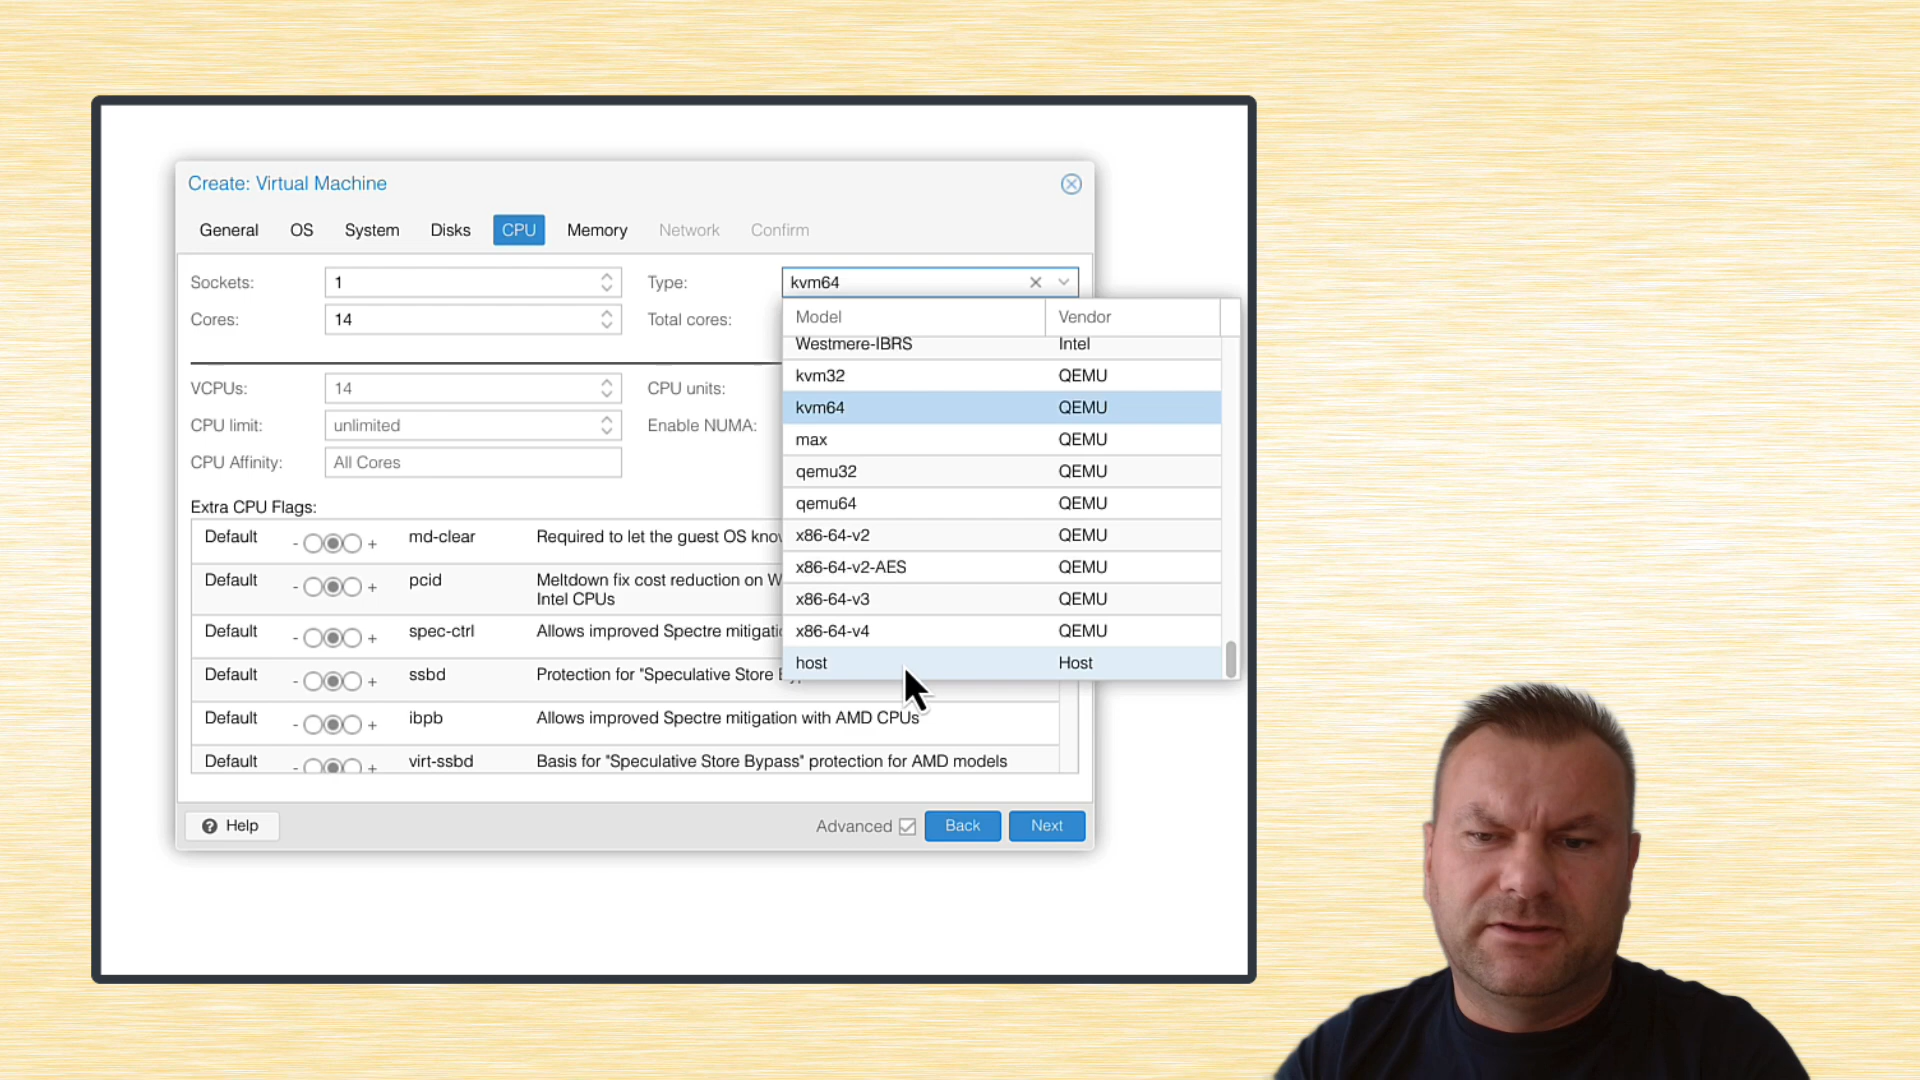 Create: Virtual Machine
General OS System Disks CPU Memory Network Confirm
Sockets: 1 Type: kvm64
Cores: 14 Total cores:
Model Vendor
Westmere-IBRS Intel
kvm32 QEMU
kvm64 QEMU
max QEMU
qemu32 QEMU
qemu64 QEMU
x86-64-v2 QEMU
x86-64-v2-AES QEMU
x86-64-v3 QEMU
x86-64-v4 QEMU
host Host
VCPUs: 14 CPU units:
CPU limit: unlimited Enable NUMA:
CPU Affinity: All Cores
Extra CPU Flags:
Default - + md-clear Required to let the guest OS
Default - + pcid Meltdown fix cost reduction on
Intel CPUs
Default - + spec-ctrl Allows improved Spectre
Default - + ssbd Protection for "Speculative Store
Default - + ibpb Allows improved Spectre mitigation with AMD CPUs
Default - + virt-ssbd Basis for "Speculative Store Bypass" protection for AMD models
Help Advanced Back Next